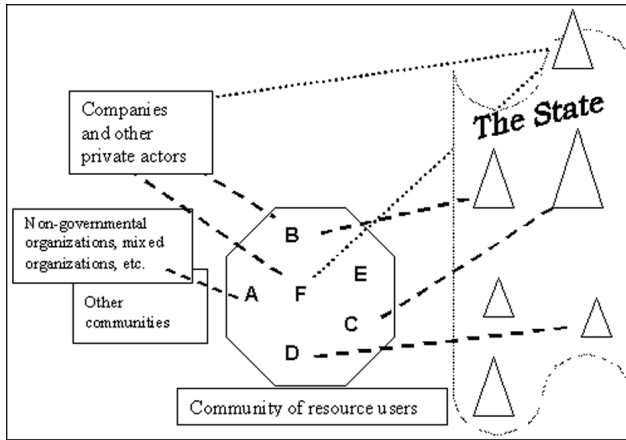 Companies
and other
private actors
The State
Non-governmental
organizations, mixed
organizations, etc.
Other
communities
B
E
A
F
C
D
Community of resource users